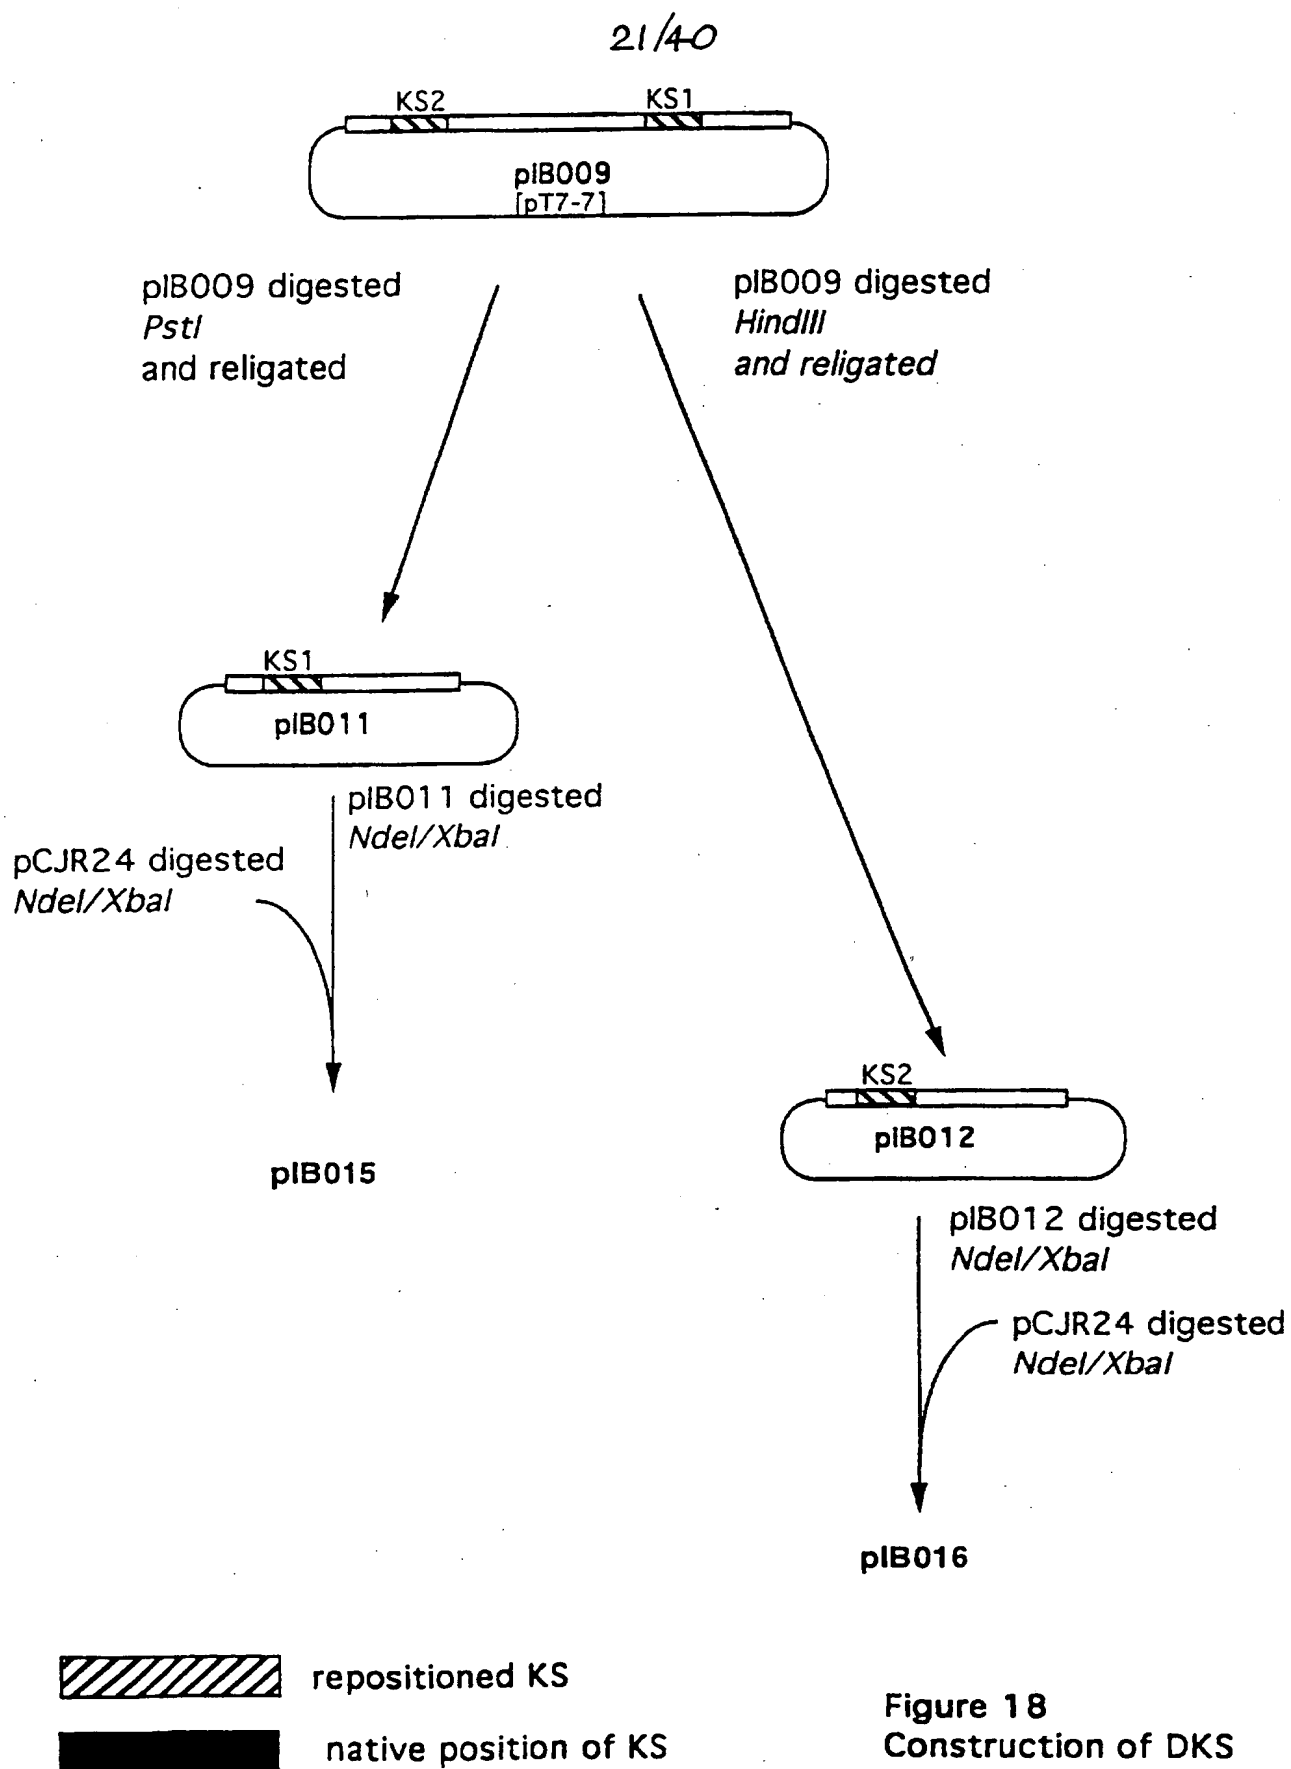 21/40
KS2 KS1
pIB009
[pT7-7]
pIB009 digested
PstI
and religated
pIB009 digested
HindIII
and religated
KS1
pIB011
pIB011 digested
NdeI/XbaI
pCJR24 digested
NdeI/XbaI
pIB015
KS2
pIB012
pIB012 digested
NdeI/XbaI
pCJR24 digested
NdeI/XbaI
pIB016
repositioned KS
native position of KS
Figure 18
Construction of DKS